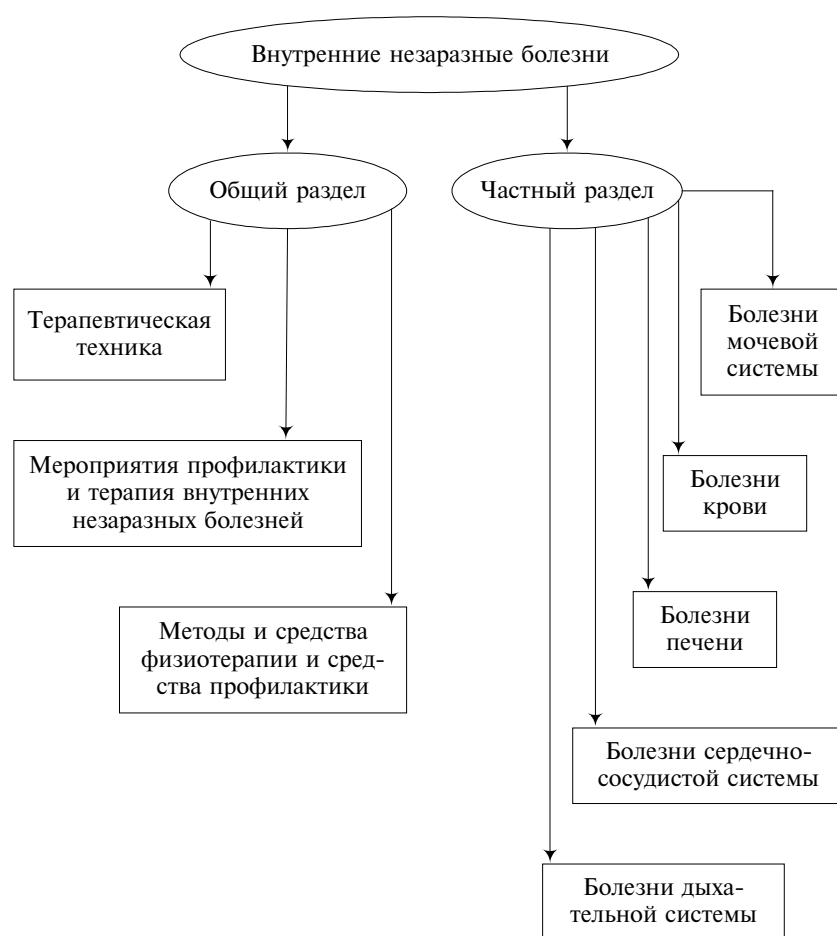 Внутренние незаразные болезни
Общий раздел
Частный раздел
Терапевтическая
техника
Болезни
мочевой
системы
Мероприятия профилактики
и терапия внутренних
незаразных болезней
Болезни
крови
Болезни
печени
Методы и средства
физиотерапии и сред-
ства профилактики
Болезни сердечно-
сосудистой системы
Болезни дыха-
тельной системы